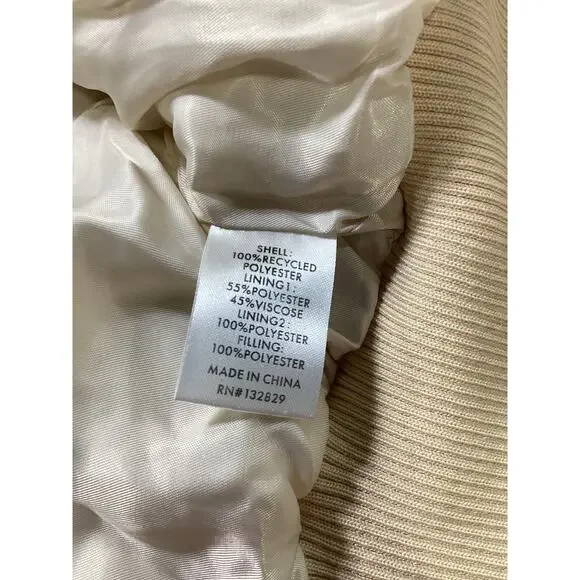 SHELL:
100%RECYCLED
POLYESTER
LINING1:
55%POLYESTER
45%VISCOSE
LINING2:
100%POLYESTER
FILLING:
100%POLYESTER
MADE IN CHINA
RN#132829